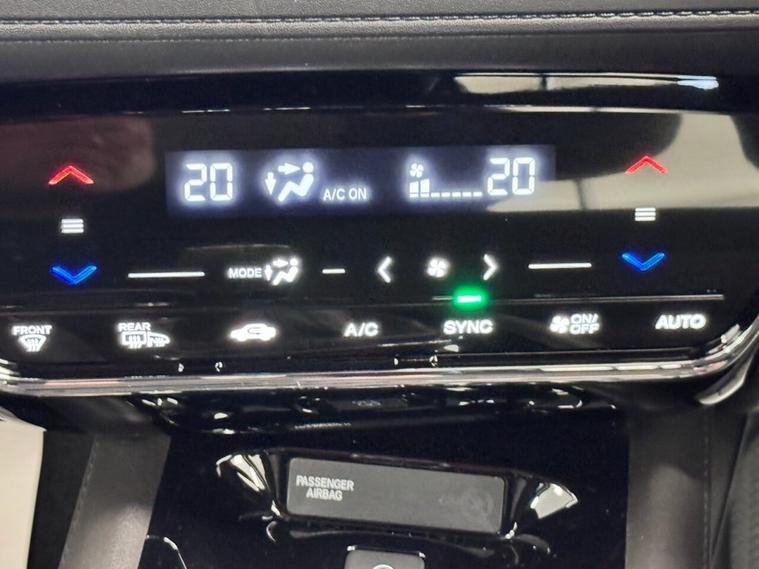 20 A/C ON 20
MODE
FRONT REAR A/C SYNC ON/ OFF AUTO
PASSENGER
AIRBAG